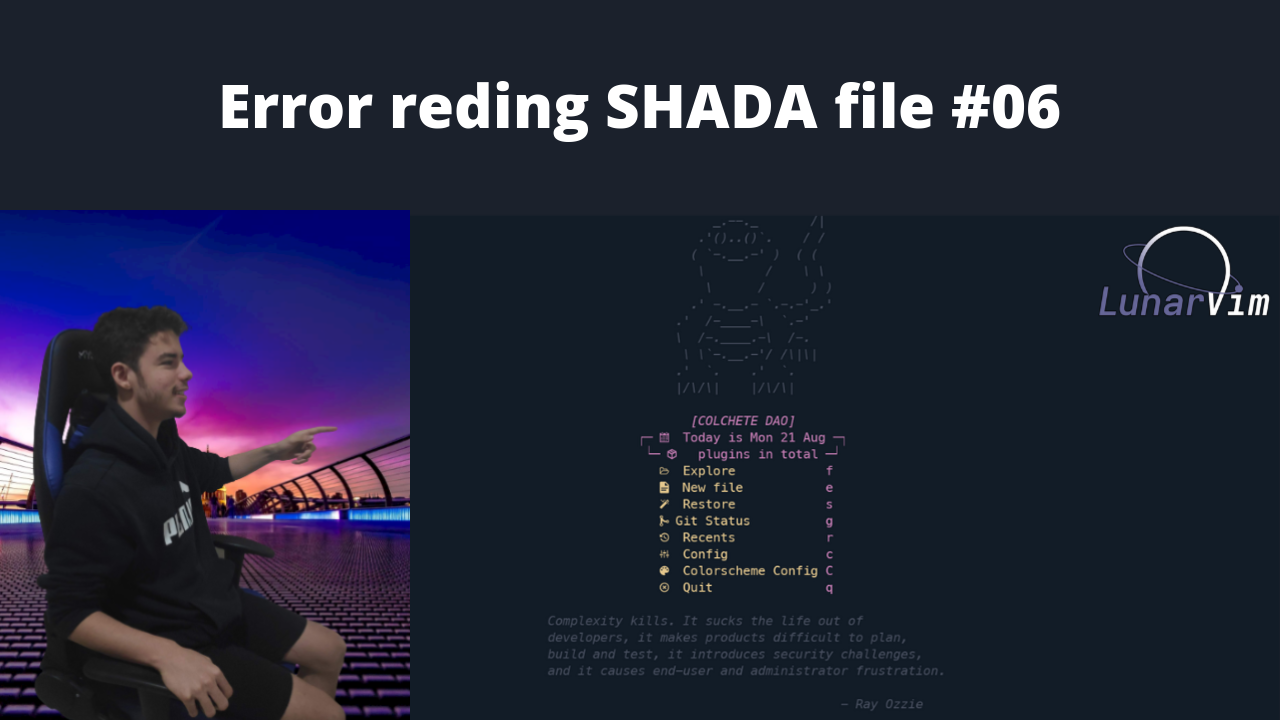 Error reding SHADA file #06
LunarVim
[COLCHETE DAO]
Today is Mon 21 Aug
plugins in total
Explore f
New file e
Restore s
Git Status g
Recents r
Config c
Colorscheme Config C
Quit q
Complexity kills. It sucks the life out of
developers, it makes products difficult to plan,
build and test, it introduces security challenges,
and it causes end-user and administrator frustration.
- Ray Ozzie